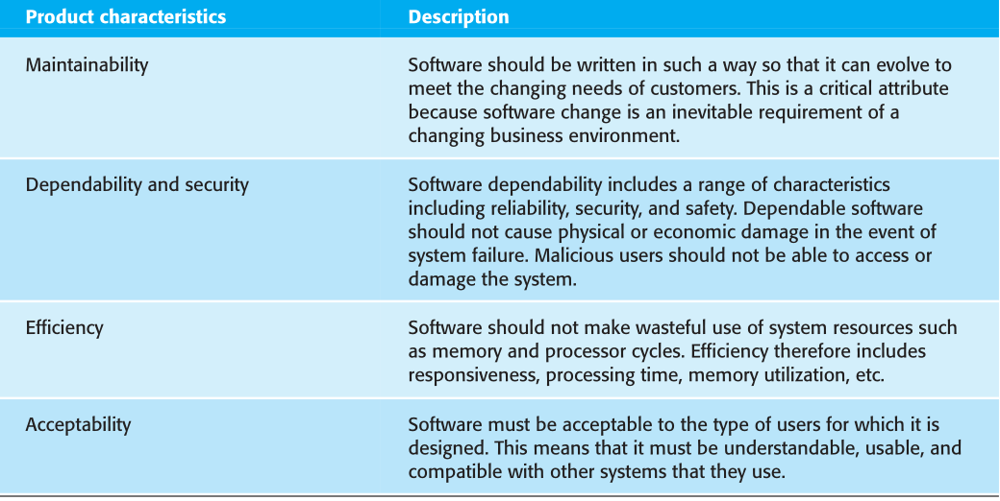 Product characteristics Description
Maintainability Software should be written in such a way so that it can evolve to
meet the changing needs of customers. This is a critical attribute
because software change is an inevitable requirement of a
changing business environment.
Dependability and security Software dependability includes a range of characteristics
including reliability, security, and safety. Dependable software
should not cause physical or economic damage in the event of
system failure. Malicious users should not be able to access or
damage the system.
Efficiency Software should not make wasteful use of system resources such
as memory and processor cycles. Efficiency therefore includes
responsiveness, processing time, memory utilization, etc.
Acceptability Software must be acceptable to the type of users for which it is
designed. This means that it must be understandable, usable, and
compatible with other systems that they use.